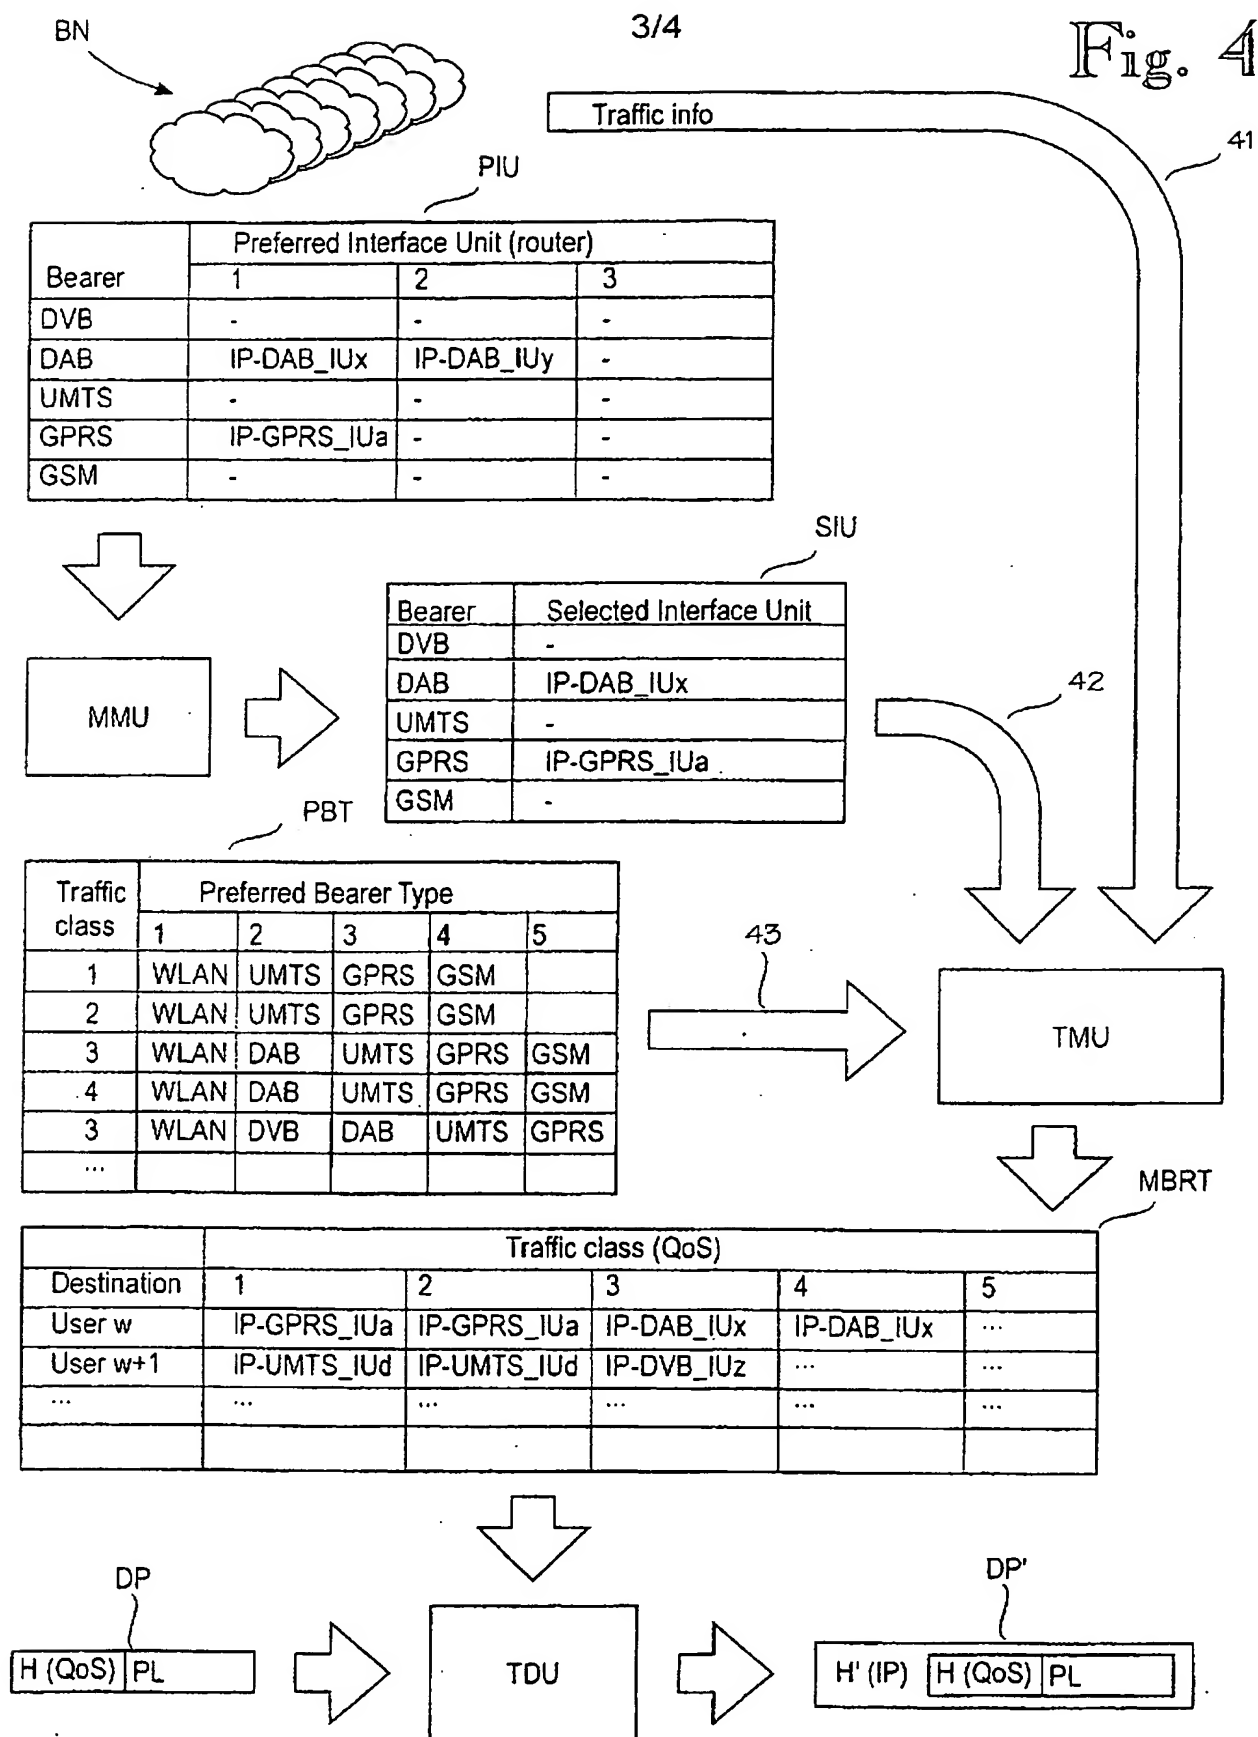 BN
3/4
Fig. 4
Traffic info
41
PIU
Preferred Interface Unit (router)
Bearer 1 2 3
DVB - - -
DAB IP-DAB_IUx IP-DAB_IUy -
UMTS - - -
GPRS IP-GPRS_IUa - -
GSM - - -
SIU
Bearer Selected Interface Unit
DVB -
DAB IP-DAB_IUx
UMTS -
GPRS IP-GPRS_IUa
GSM -
MMU
42
PBT
Traffic class Preferred Bearer Type
1 2 3 4 5
1 WLAN UMTS GPRS GSM
2 WLAN UMTS GPRS GSM
3 WLAN DAB UMTS GPRS GSM
4 WLAN DAB UMTS GPRS GSM
3 WLAN DVB DAB UMTS GPRS
...
43
TMU
MBRT
Traffic class (QoS)
Destination 1 2 3 4 5
User w IP-GPRS_IUa IP-GPRS_IUa IP-DAB_IUx IP-DAB_IUx ...
User w+1 IP-UMTS_IUd IP-UMTS_IUd IP-DVB_IUz ... ...
... ... ... ... ... ...
DP
H (QoS) PL
TDU
DP'
H' (IP) H (QoS) PL